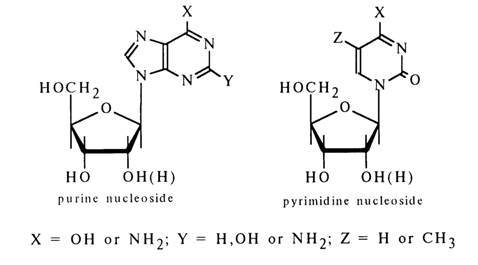 X
N
N
N
N
Y
HOCH2
O
HO
OH(H)
purine nucleoside
X
Z
N
N
O
HOCH2
O
HO
OH(H)
pyrimidine nucleoside
X = OH or NH2; Y = H,OH or NH2; Z = H or CH3